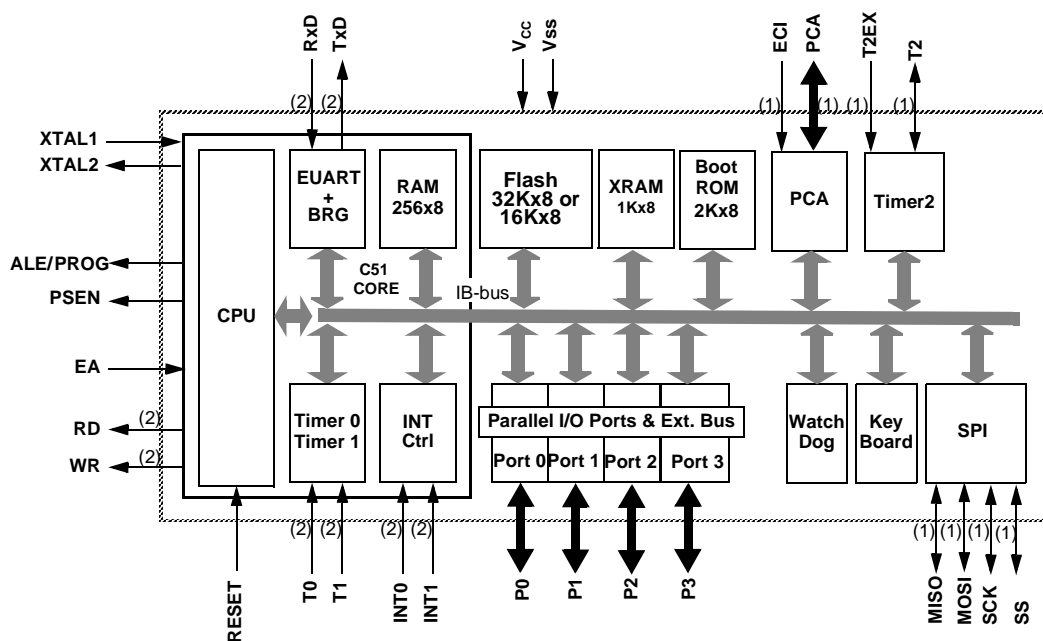 RxD
TxD
VCC
Vss
ECI
PCA
T2EX
T2
(2)
(2)
(1)
(1)
(1)
(1)
XTAL1
XTAL2
ALE/PROG
PSEN
EA
RD
(2)
WR
(2)
CPU
EUART
+
BRG
RAM
256x8
C51
CORE
IB-bus
Flash
32Kx8 or
16Kx8
XRAM
1Kx8
Boot
ROM
2Kx8
PCA
Timer2
Timer 0
Timer 1
INT
Ctrl
Parallel I/O Ports & Ext. Bus
Port 0
Port 1
Port 2
Port 3
Watch
Dog
Key
Board
SPI
(2)
(2)
(2)
(2)
(1)
(1)
(1)
(1)
RESET
T0
T1
INT0
INT1
P0
P1
P2
P3
MISO
MOSI
SCK
SS